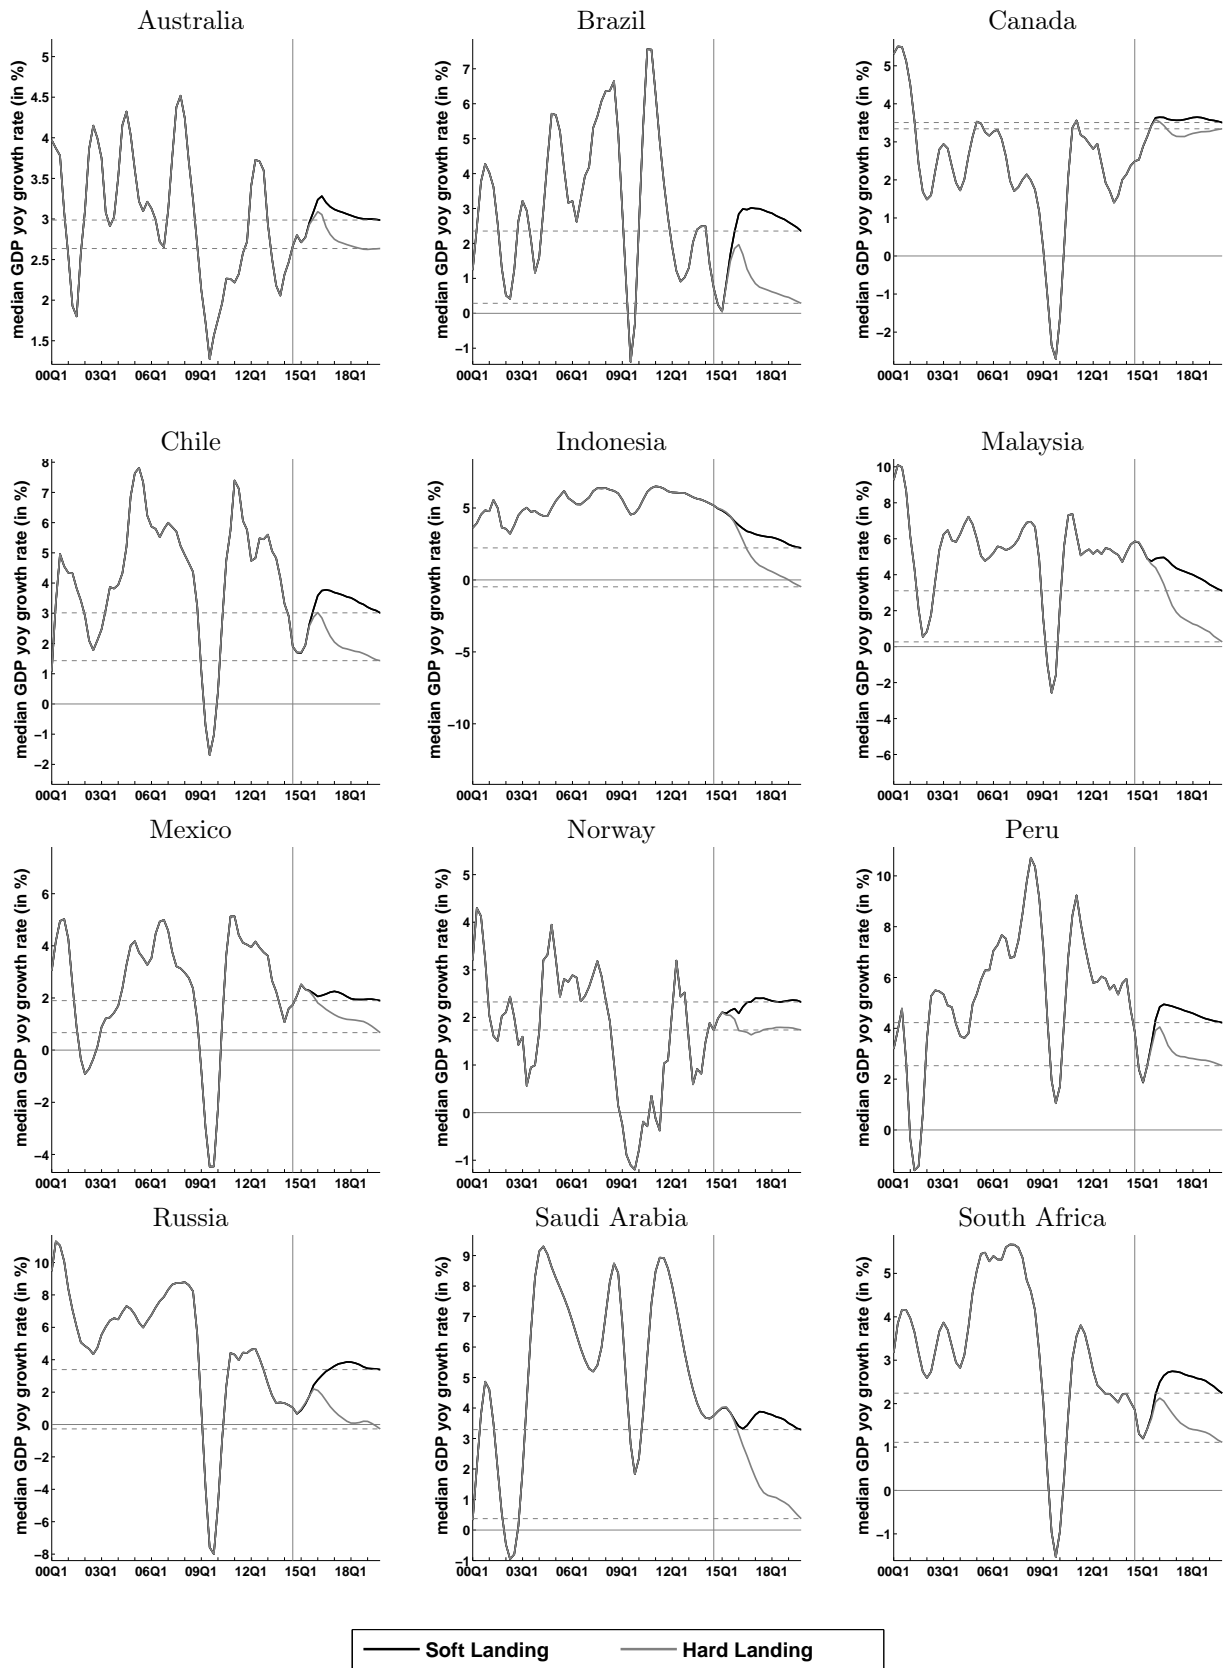 Australia
median GDP yoy growth rate (in %)
5
4.5
4
3.5
3
2.5
2
1.5
00Q1 03Q1 06Q1 09Q1 12Q1 15Q1 18Q1
Brazil
median GDP yoy growth rate (in %)
7
6
5
4
3
2
1
0
−1
00Q1 03Q1 06Q1 09Q1 12Q1 15Q1 18Q1
Canada
median GDP yoy growth rate (in %)
5
4
3
2
1
0
−1
−2
00Q1 03Q1 06Q1 09Q1 12Q1 15Q1 18Q1
Chile
median GDP yoy growth rate (in %)
8
7
6
5
4
3
2
1
0
−1
−2
00Q1 03Q1 06Q1 09Q1 12Q1 15Q1 18Q1
Indonesia
median GDP yoy growth rate (in %)
5
0
−5
−10
00Q1 03Q1 06Q1 09Q1 12Q1 15Q1 18Q1
Malaysia
median GDP yoy growth rate (in %)
10
8
6
4
2
0
−2
−4
−6
00Q1 03Q1 06Q1 09Q1 12Q1 15Q1 18Q1
Mexico
median GDP yoy growth rate (in %)
6
4
2
0
−2
−4
00Q1 03Q1 06Q1 09Q1 12Q1 15Q1 18Q1
Norway
median GDP yoy growth rate (in %)
5
4
3
2
1
0
−1
00Q1 03Q1 06Q1 09Q1 12Q1 15Q1 18Q1
Peru
median GDP yoy growth rate (in %)
10
8
6
4
2
0
00Q1 03Q1 06Q1 09Q1 12Q1 15Q1 18Q1
Russia
median GDP yoy growth rate (in %)
10
8
6
4
2
0
−2
−4
−6
−8
00Q1 03Q1 06Q1 09Q1 12Q1 15Q1 18Q1
Saudi Arabia
median GDP yoy growth rate (in %)
9
8
7
6
5
4
3
2
1
0
−1
00Q1 03Q1 06Q1 09Q1 12Q1 15Q1 18Q1
South Africa
median GDP yoy growth rate (in %)
5
4
3
2
1
0
−1
00Q1 03Q1 06Q1 09Q1 12Q1 15Q1 18Q1
Soft Landing Hard Landing